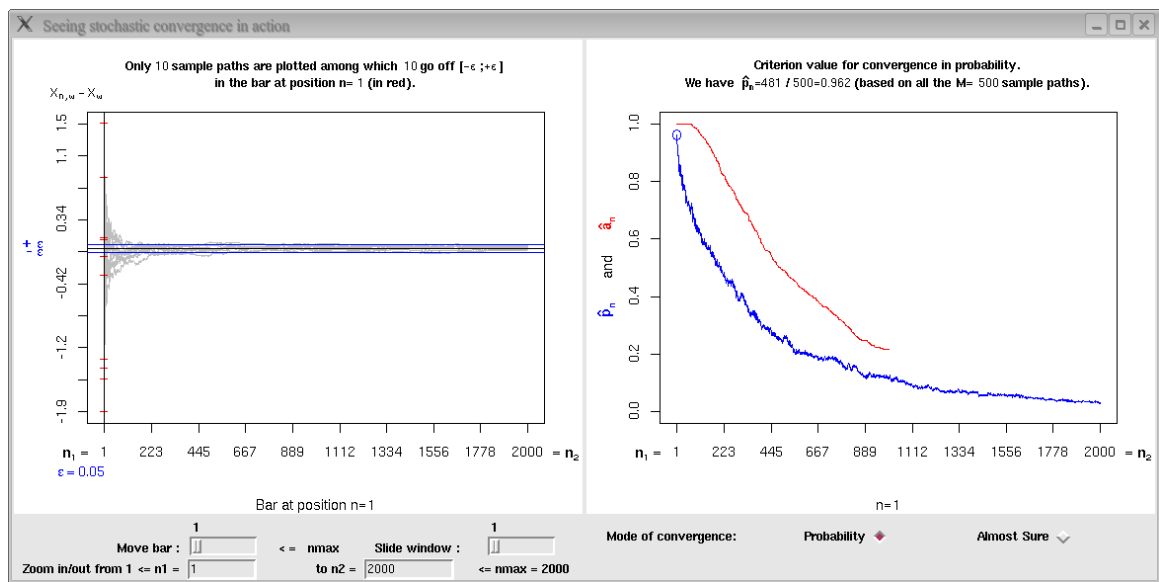 Seeing stochastic convergence in action
Only 10 sample paths are plotted among which 10 go off [-ϵ ;+ϵ]
in the bar at position n= 1 (in red).
Xn,ω - Xω
1.5
1.1
0.34
+ε
-ε
-0.42
-1.2
-1.9
n₁ = 1 223 445 667 889 1112 1334 1556 1778 2000 = n₂
ε = 0.05
Bar at position n=1
Criterion value for convergence in probability.
We have p̂n=481 / 500=0.962 (based on all the M= 500 sample paths).
1.0
0.8
0.6
0.4
0.2
0.0
p̂n and ân
n₁ = 1 223 445 667 889 1112 1334 1556 1778 2000 = n₂
n=1
1 1
Move bar : < = nmax Slide window :
Zoom in/out from 1 <= n1 = 1 to n2 = 2000 <= nmax = 2000
Mode of convergence: Probability Almost Sure